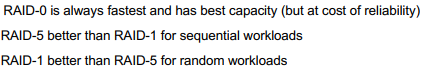 RAID-0 is always fastest and has best capacity (but at cost of reliability)
RAID-5 better than RAID-1 for sequential workloads
RAID-1 better than RAID-5 for random workloads